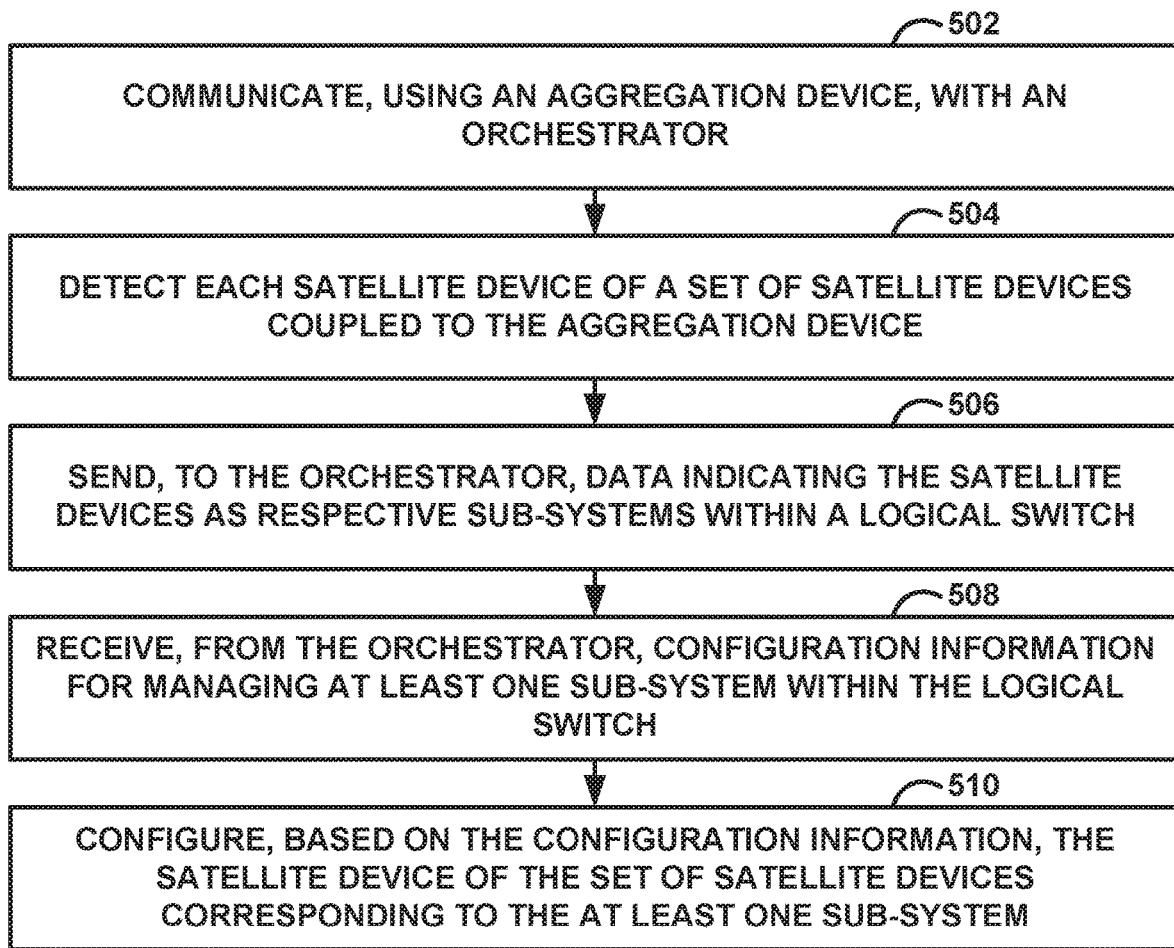 502
COMMUNICATE, USING AN AGGREGATION DEVICE, WITH AN
ORCHESTRATOR
504
DETECT EACH SATELLITE DEVICE OF A SET OF SATELLITE DEVICES
COUPLED TO THE AGGREGATION DEVICE
506
SEND, TO THE ORCHESTRATOR, DATA INDICATING THE SATELLITE
DEVICES AS RESPECTIVE SUB-SYSTEMS WITHIN A LOGICAL SWITCH
508
RECEIVE, FROM THE ORCHESTRATOR, CONFIGURATION INFORMATION
FOR MANAGING AT LEAST ONE SUB-SYSTEM WITHIN THE LOGICAL
SWITCH
510
CONFIGURE, BASED ON THE CONFIGURATION INFORMATION, THE
SATELLITE DEVICE OF THE SET OF SATELLITE DEVICES
CORRESPONDING TO THE AT LEAST ONE SUB-SYSTEM